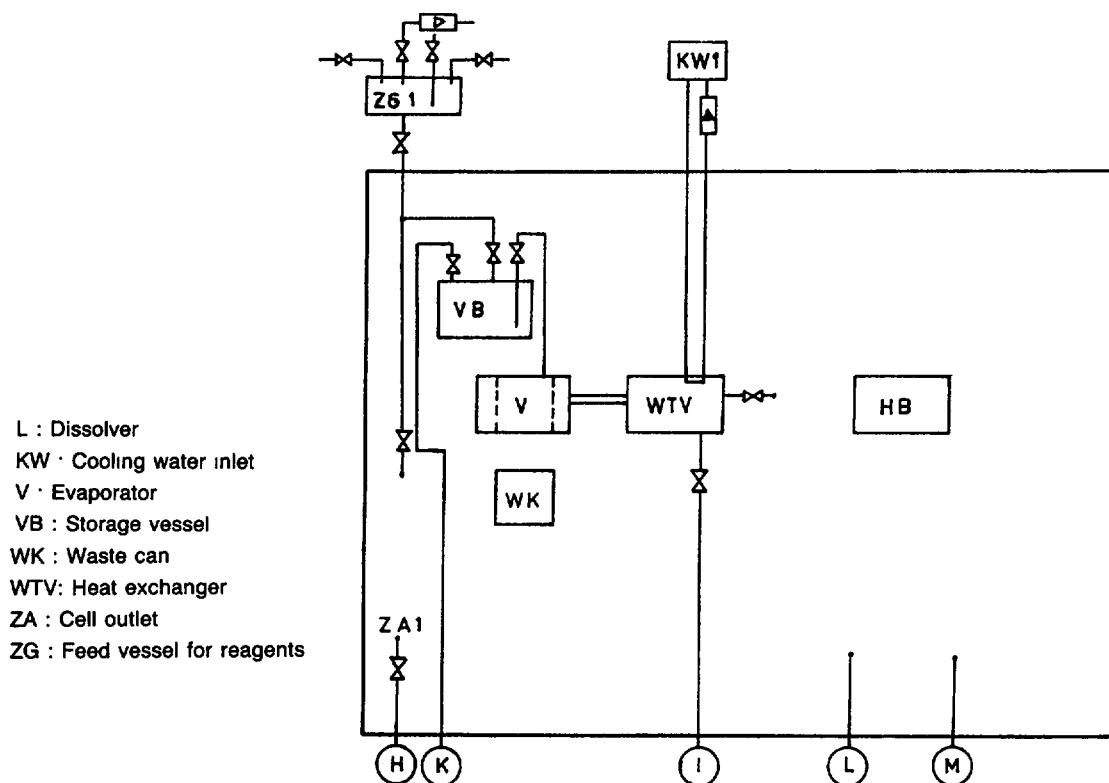 KW1
ZG 1
VB
V
WTV
HB
WK
L : Dissolver
KW · Cooling water inlet
V · Evaporator
VB : Storage vessel
WK : Waste can
WTV: Heat exchanger
ZA : Cell outlet
ZG : Feed vessel for reagents
ZA1
H K I L M